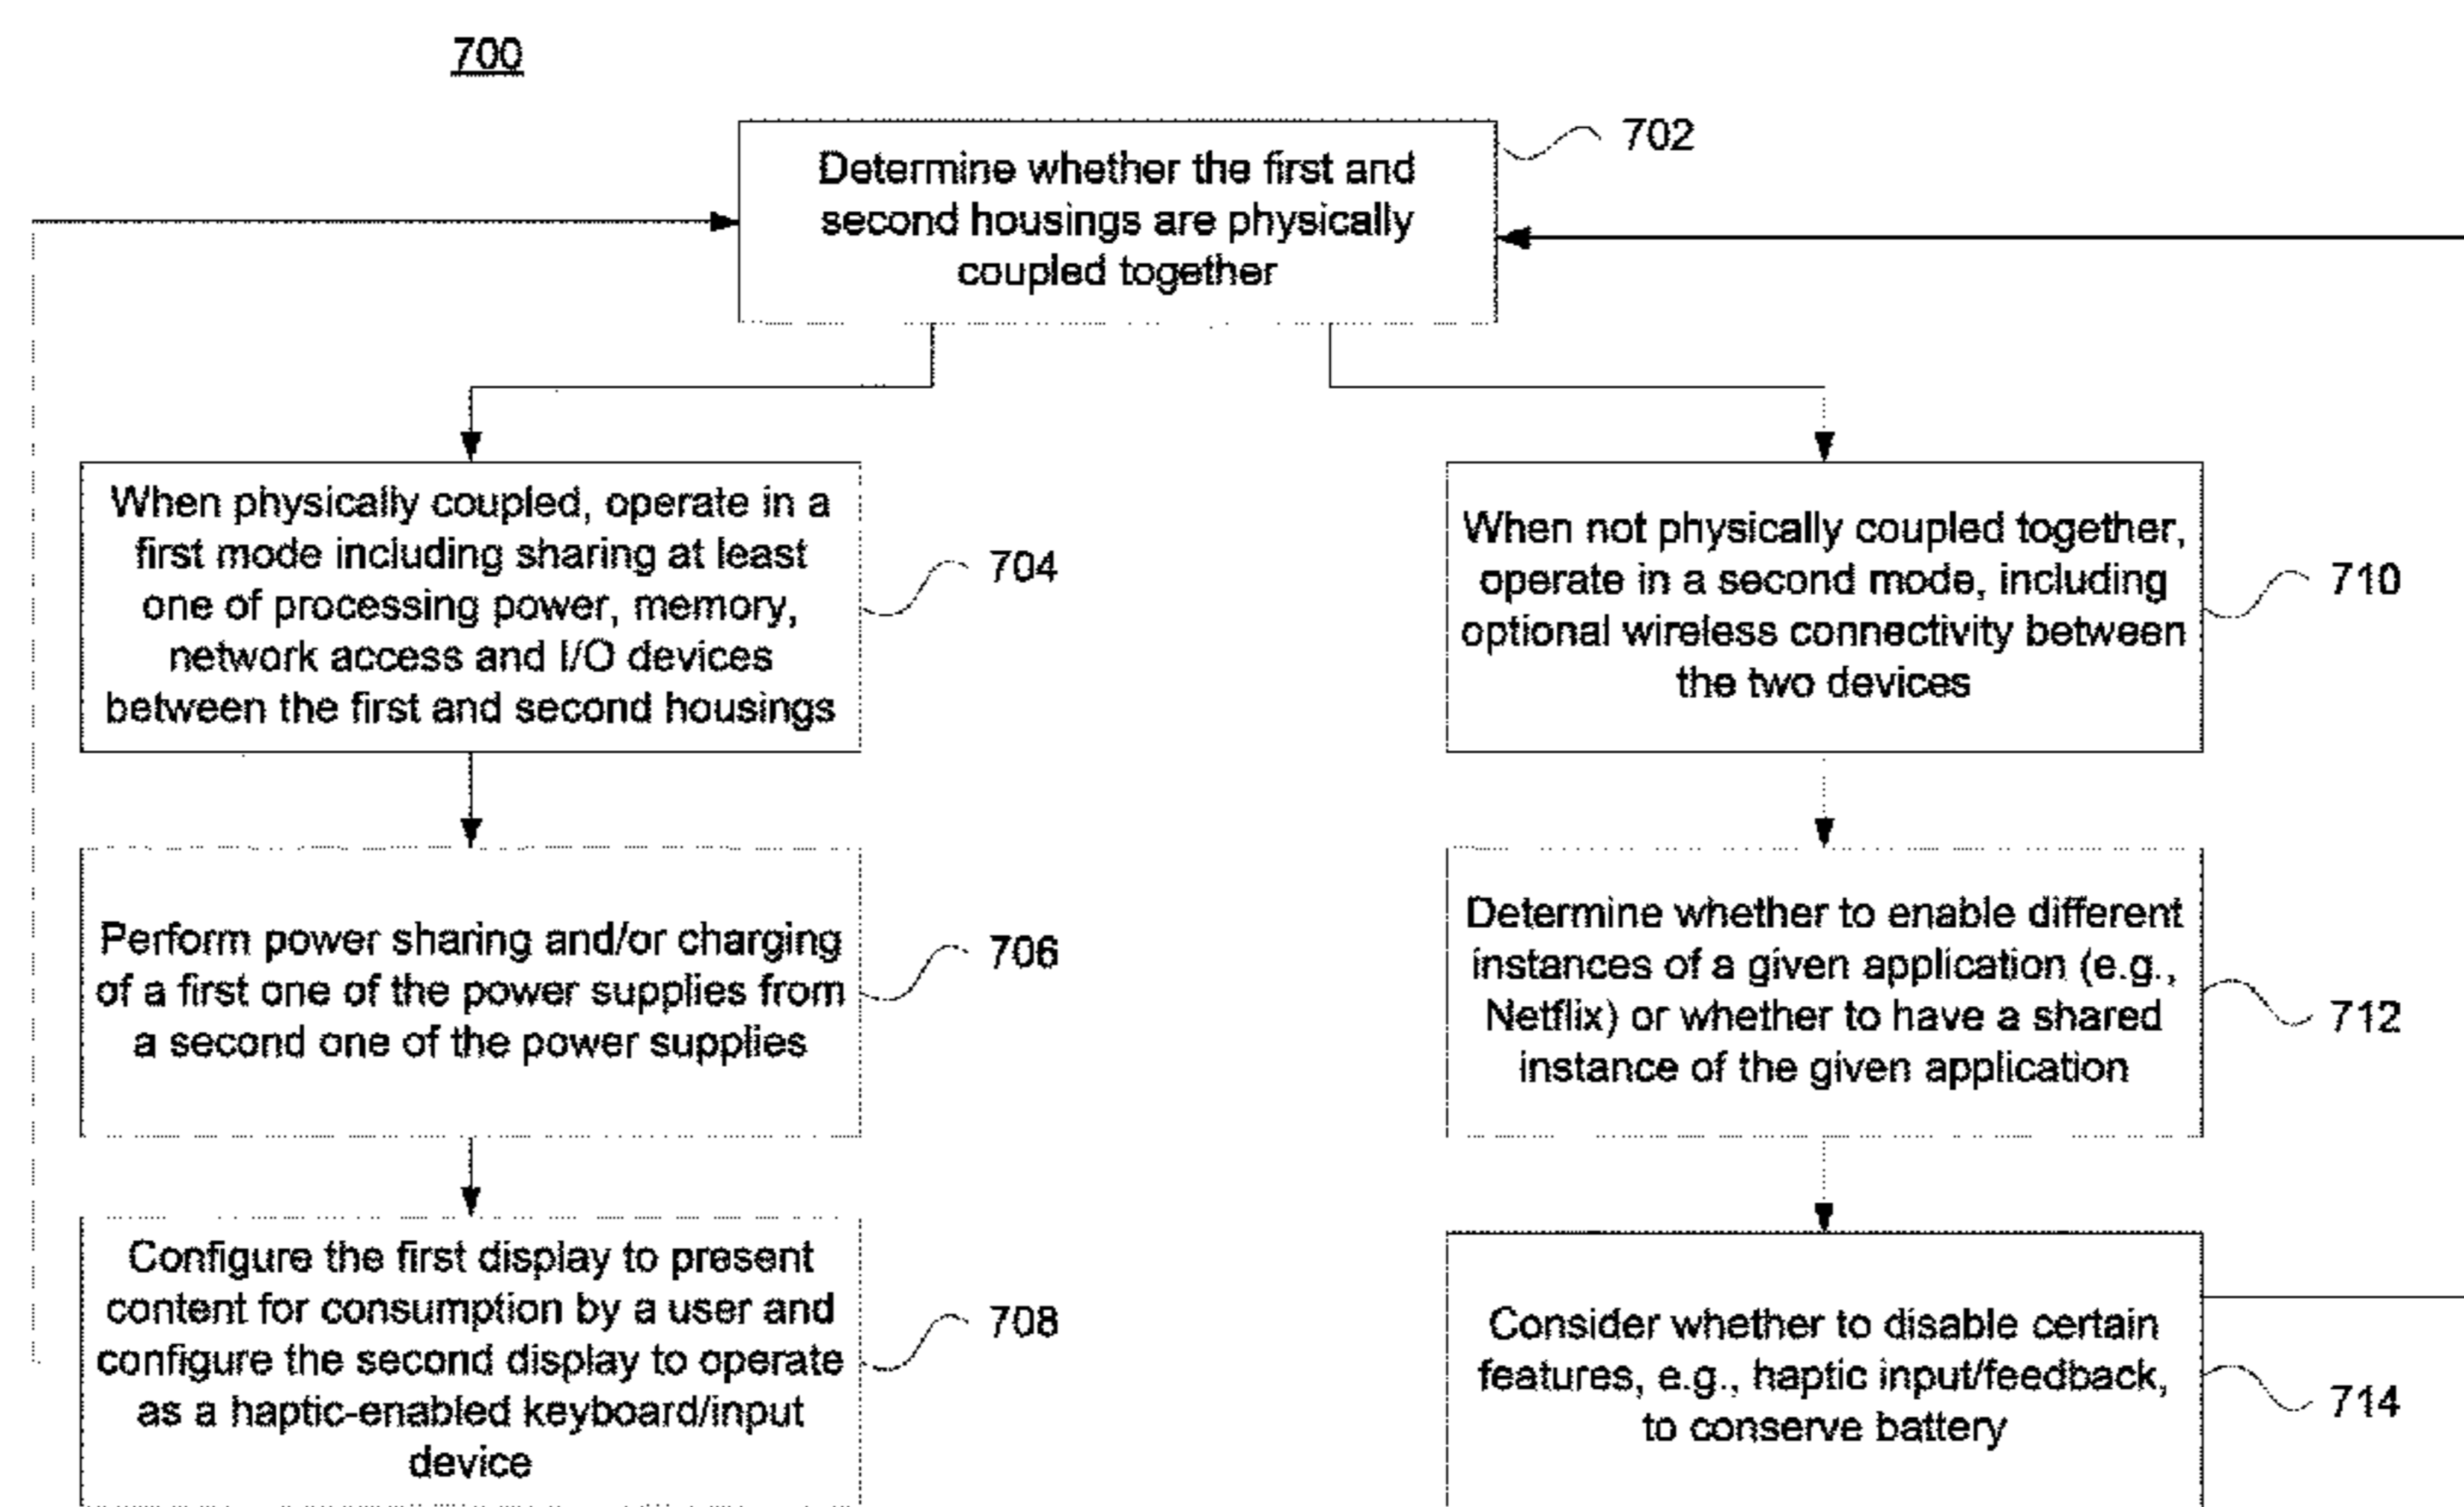 700
Determine whether the first and
second housings are physically
coupled together
702
When physically coupled, operate in a
first mode including sharing at least
one of processing power, memory,
network access and I/O devices
between the first and second housings
704
When not physically coupled together,
operate in a second mode, including
optional wireless connectivity between
the two devices
710
Perform power sharing and/or charging
of a first one of the power supplies from
a second one of the power supplies
706
Determine whether to enable different
instances of a given application (e.g.,
Netflix) or whether to have a shared
instance of the given application
712
Configure the first display to present
content for consumption by a user and
configure the second display to operate
as a haptic-enabled keyboard/input
device
708
Consider whether to disable certain
features, e.g., haptic input/feedback,
to conserve battery
714